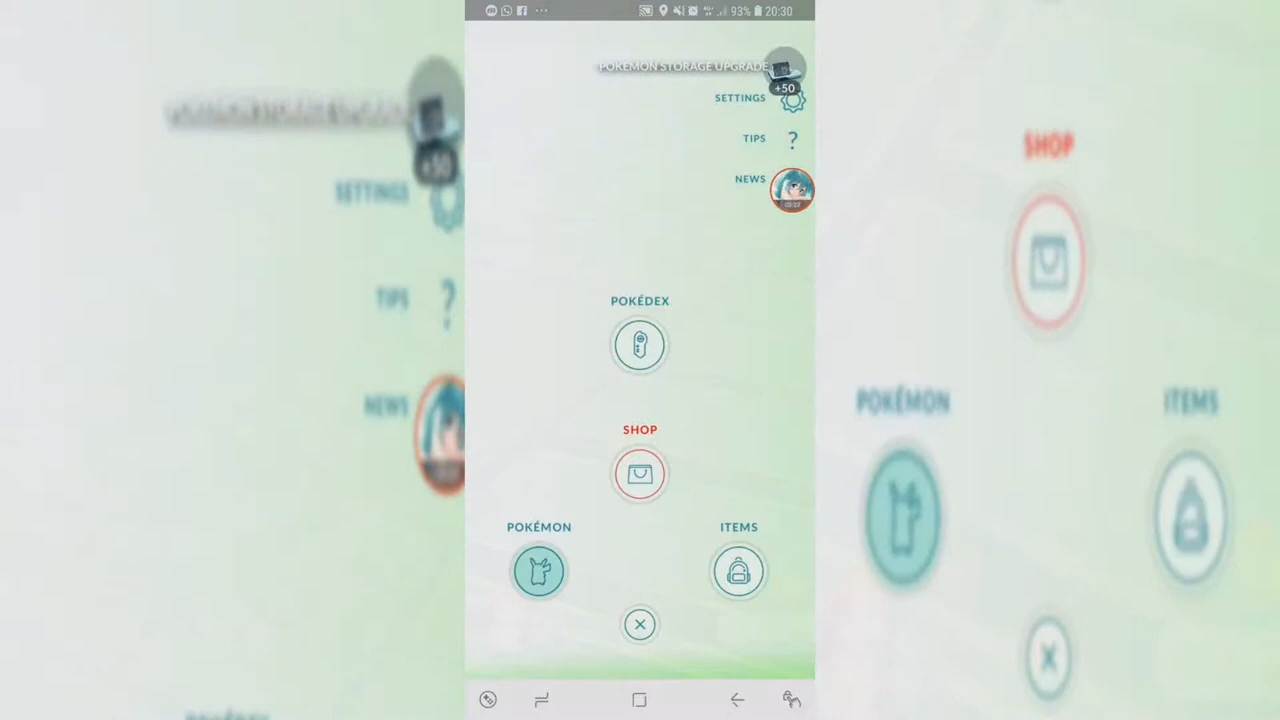 93% 20:30
POKÉMON STORAGE UPGRADE
+50
SETTINGS
TIPS
?
NEWS
POKÉDEX
SHOP
POKÉMON
ITEMS
+50
SETTINGS
TIPS
?
NEWS
SHOP
POKÉMON
ITEMS